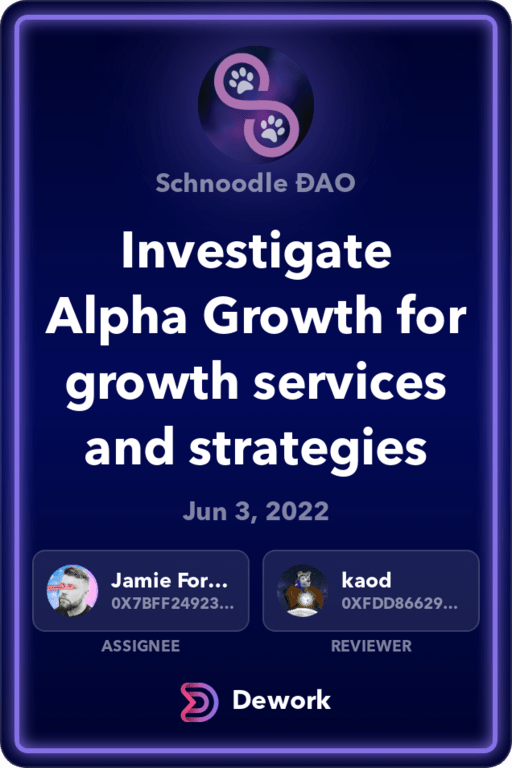 Schnoodle ÐAO
Investigate
Alpha Growth for
growth services
and strategies
Jun 3, 2022
Jamie For...
0X7BFF24923...
kaod
0XFDD86629...
ASSIGNEE
REVIEWER
Dework